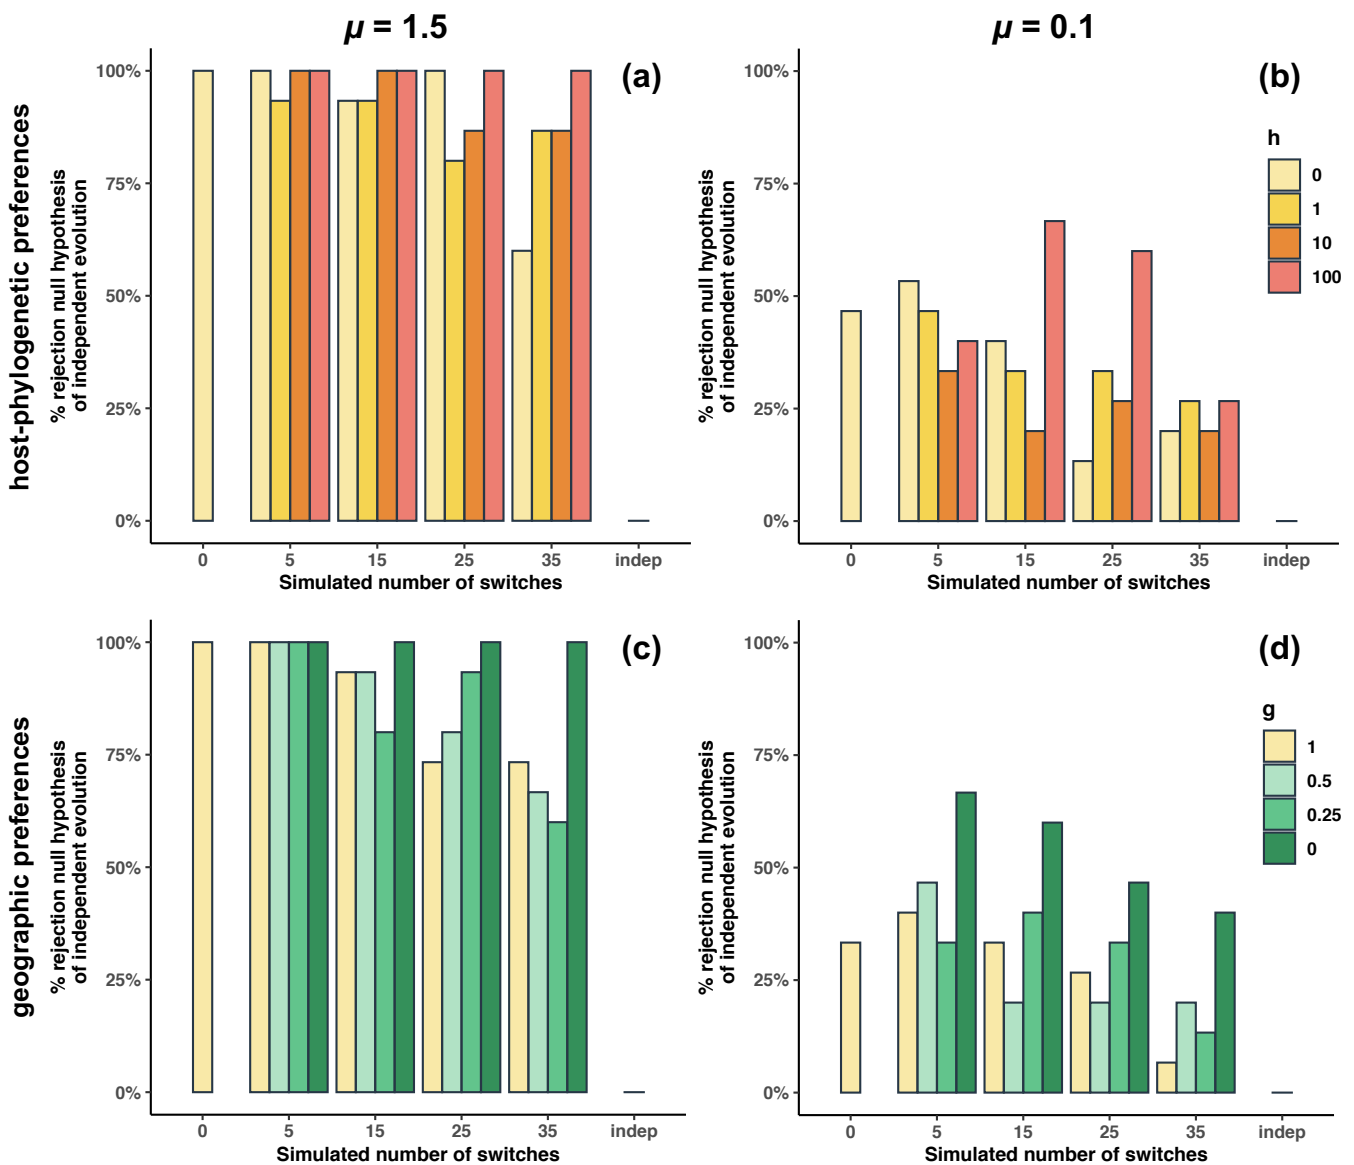 μ = 1.5
μ = 0.1
host-phylogenetic preferences
% rejection null hypothesis
of independent evolution
100%
75%
50%
25%
0%
(a)
0 5 15 25 35 indep
Simulated number of switches
% rejection null hypothesis
of independent evolution
100%
75%
50%
25%
0%
(b)
h
0
1
10
100
0 5 15 25 35 indep
Simulated number of switches
geographic preferences
% rejection null hypothesis
of independent evolution
100%
75%
50%
25%
0%
(c)
0 5 15 25 35 indep
Simulated number of switches
% rejection null hypothesis
of independent evolution
100%
75%
50%
25%
0%
(d)
g
1
0.5
0.25
0
0 5 15 25 35 indep
Simulated number of switches